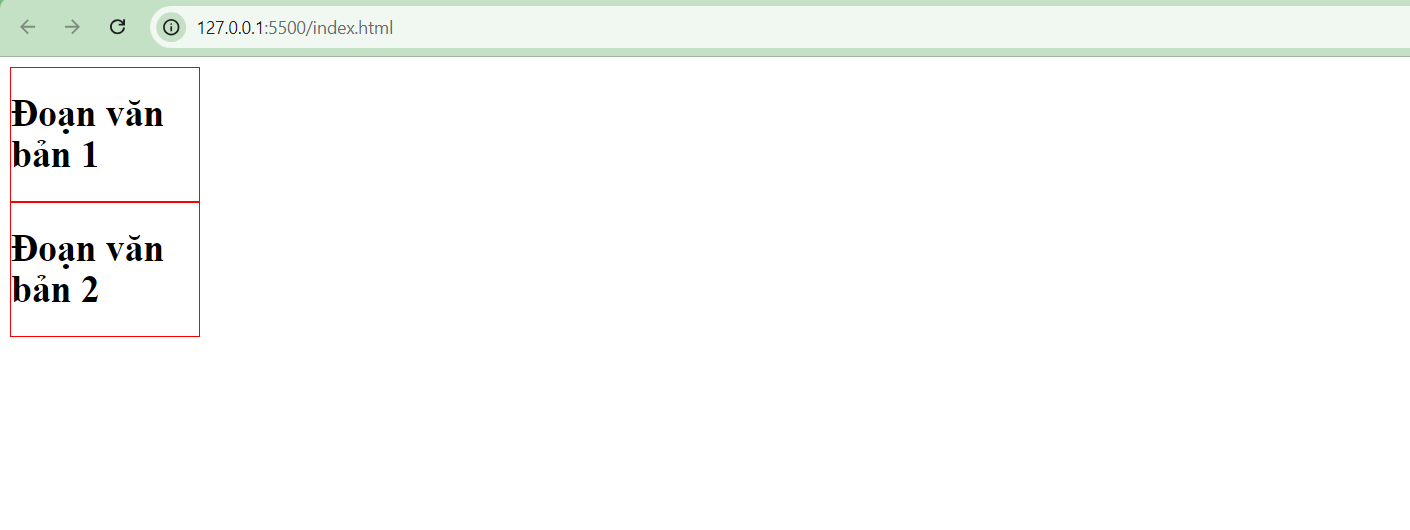 127.0.0.1:5500/index.html
Đoạn văn
bản 1
Đoạn văn
bản 2